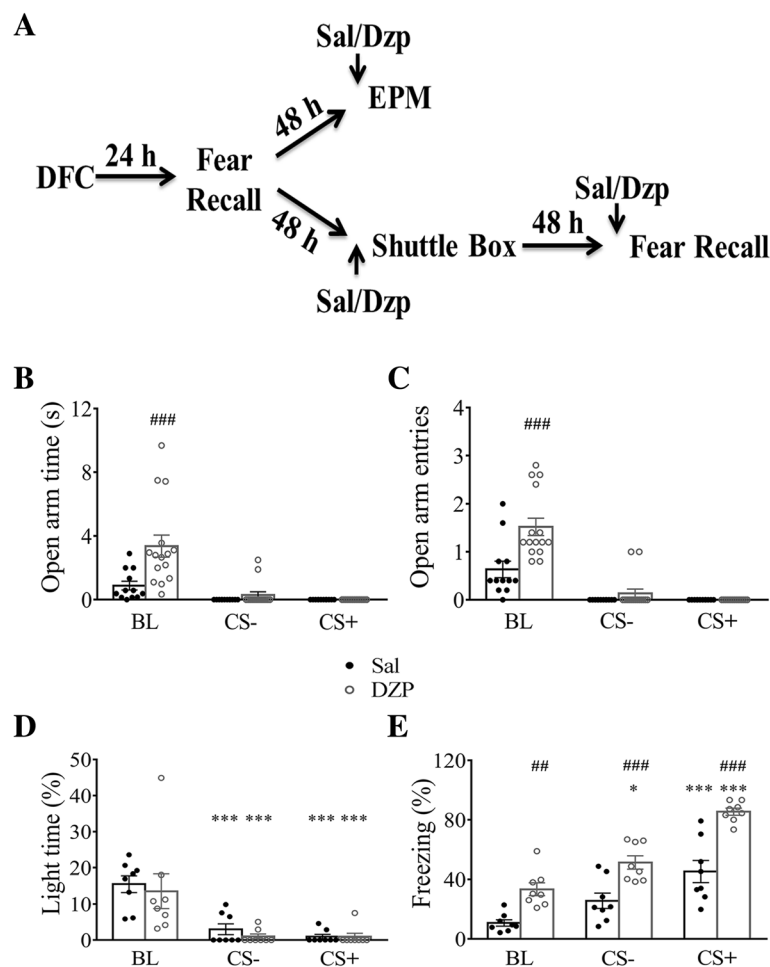 A
Sal/Dzp
EPM
48 h
24 h
DFC
Fear
Recall
48 h
Shuttle Box
48 h
Sal/Dzp
Fear Recall
Sal/Dzp
B
Open arm time (s)
12
8
4
0
###
BL
CS-
CS+
C
Open arm entries
4
3
2
1
0
###
BL
CS-
CS+
Sal
DZP
D
Light time (%)
50
40
30
20
10
0
*** *** *** ***
BL
CS-
CS+
E
Freezing (%)
120
80
40
0
## ### ###
* *** ***
BL
CS-
CS+